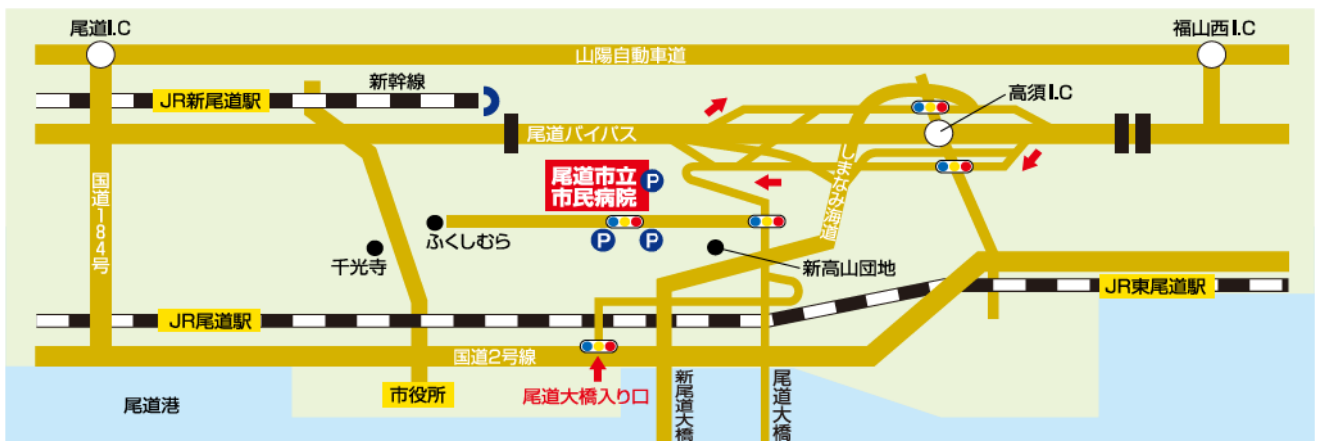 尾道I.C
福山西I.C
山陽自動車道
新幹線
高須I.C
JR新尾道駅
尾道バイパス
しまなみ海道
尾道市立
市民病院
P
国道184号
ふくしむら
P
P
千光寺
新高山団地
JR東尾道駅
JR尾道駅
国道2号線
市役所
尾道大橋入り口
新尾道大橋
尾道大橋
尾道港